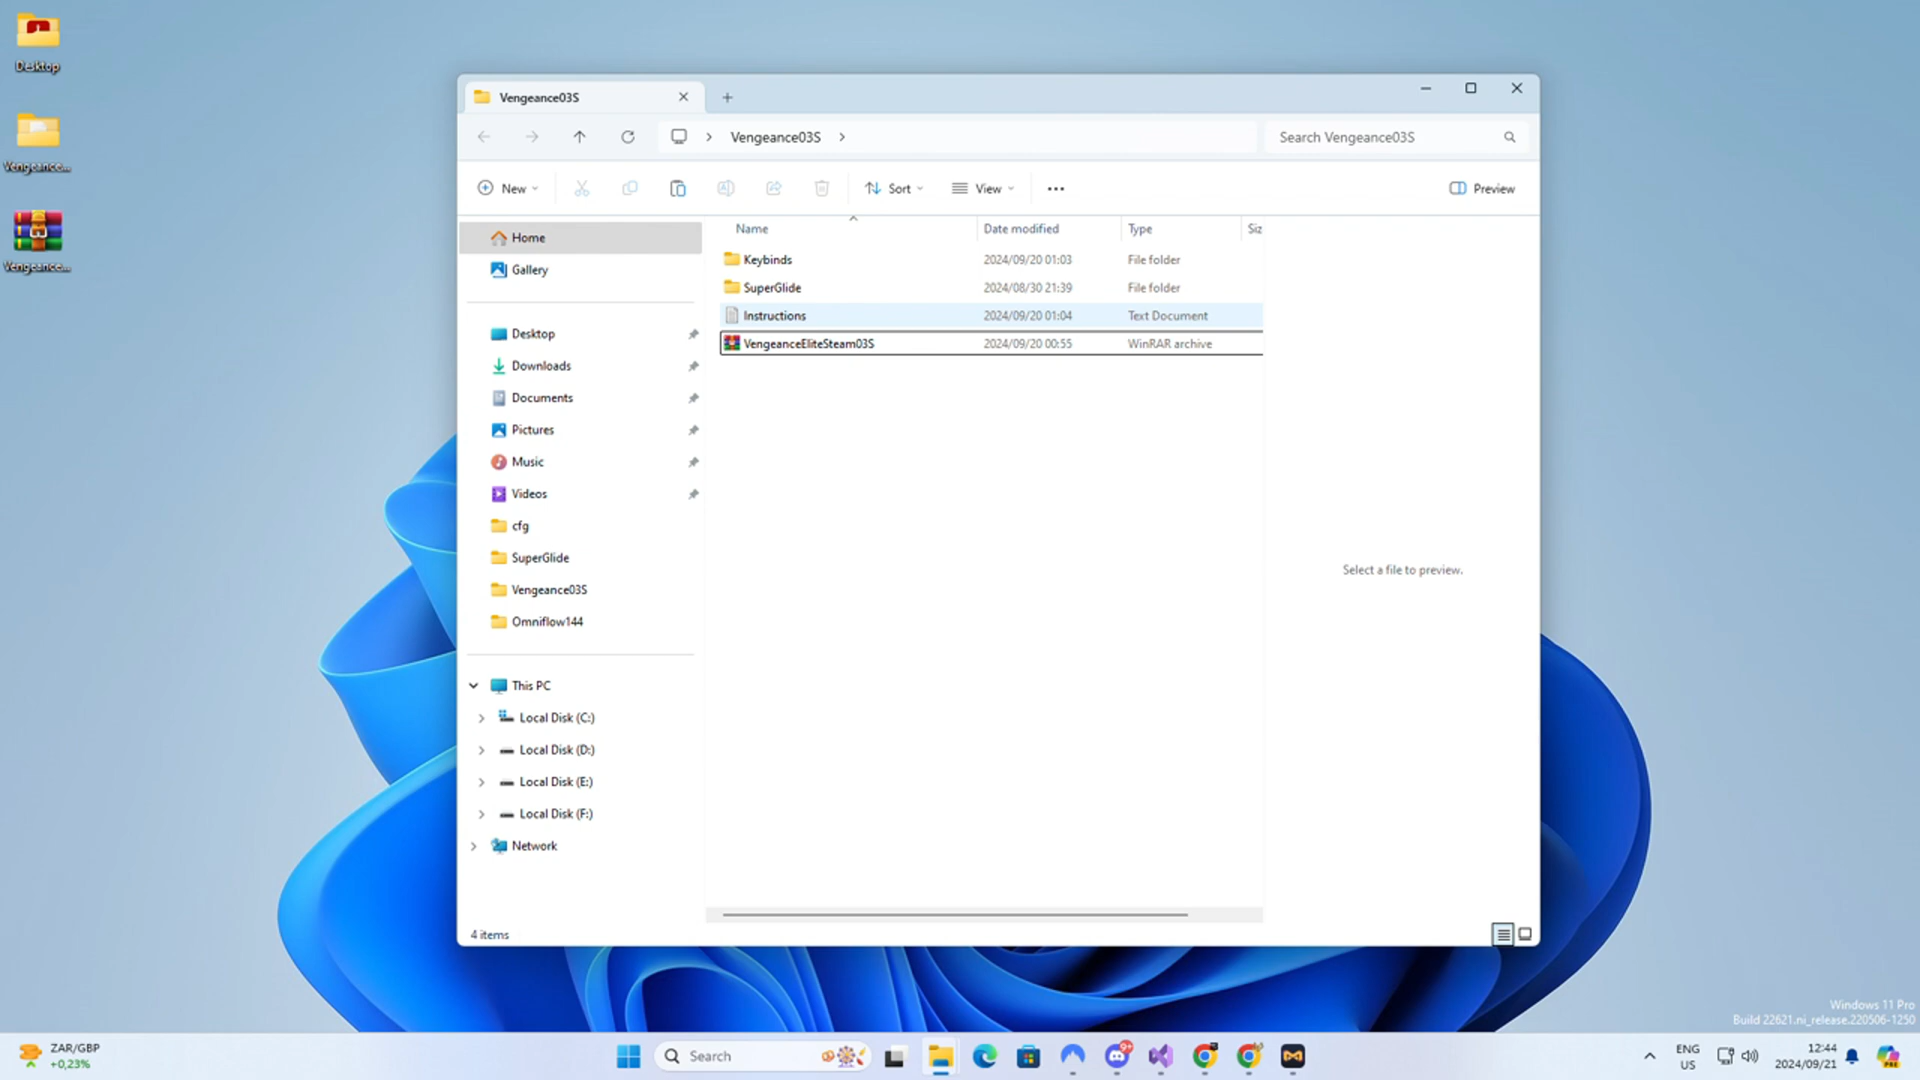 Desktop
Vengeance...
Vengeance...
Vengeance03S
Vengeance03S
Search Vengeance03S
New
Sort
View
Preview
Home
Gallery
Desktop
Downloads
Documents
Pictures
Music
Videos
cfg
SuperGlide
Vengeance03S
Omniflow144
This PC
Local Disk (C:)
Local Disk (D:)
Local Disk (E:)
Local Disk (F:)
Network
Name Date modified Type Siz
Keybinds 2024/09/20 01:03 File folder
SuperGlide 2024/08/30 21:39 File folder
Instructions 2024/09/20 01:04 Text Document
VengeanceEliteSteam03S 2024/09/20 00:55 WinRAR archive
Select a file to preview.
4 items
Windows 11 Pro
Build 22621.ni_release.220506-1250
ZAR/GBP
+0,23%
Search
9+
ENG
US
12:44
2024/09/21
PRE